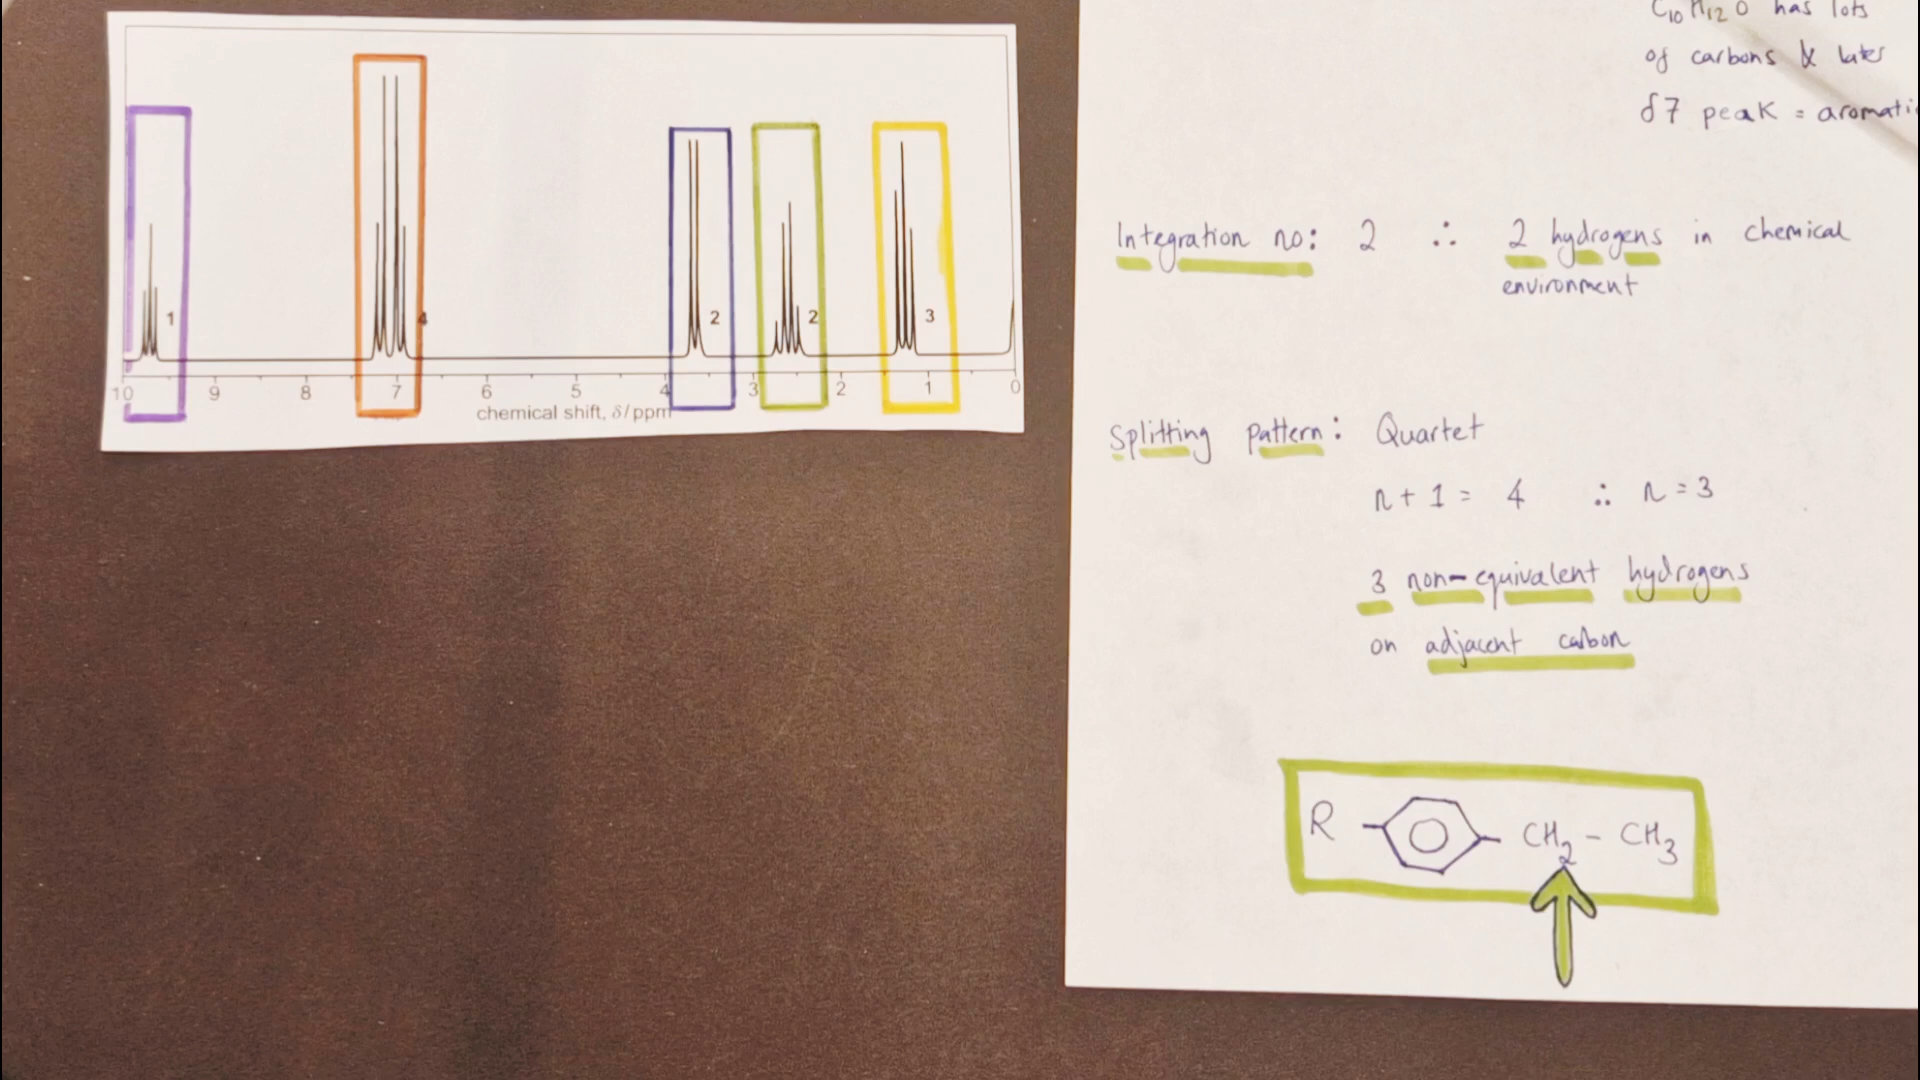 1
4
2
2
3
10 9 8 7 6 5 4 3 2 1 0
chemical shift, δ/ppm
C10H12O has lots
of carbons & later
δ7 peak = aromati
Integration no: 2 ∴ 2 hydrogens in chemical
environment
Splitting pattern: Quartet
n + 1 = 4 ∴ n = 3
3 non-equivalent hydrogens
on adjacent carbon
R CH2 - CH3